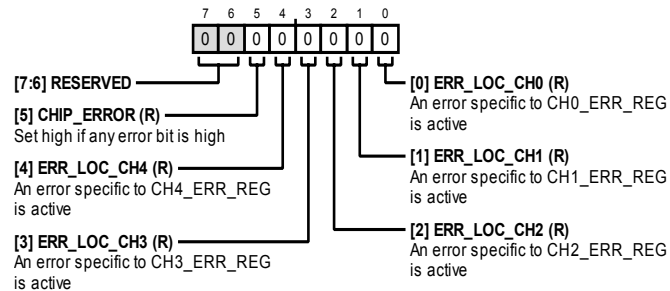 7 6 5 4 3 2 1 0
0 0 0 0 0 0 0 0
[7:6] RESERVED
[5] CHIP_ERROR (R)
Set high if any error bit is high
[4] ERR_LOC_CH4 (R)
An error specific to CH4_ERR_REG
is active
[3] ERR_LOC_CH3 (R)
An error specific to CH3_ERR_REG
is active
[0] ERR_LOC_CH0 (R)
An error specific to CH0_ERR_REG
is active
[1] ERR_LOC_CH1 (R)
An error specific to CH1_ERR_REG
is active
[2] ERR_LOC_CH2 (R)
An error specific to CH2_ERR_REG
is active